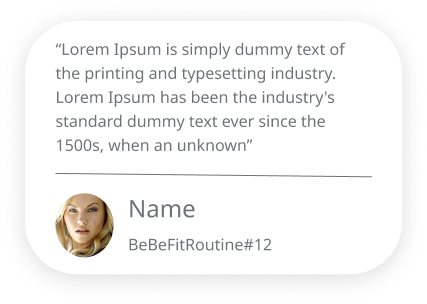 “Lorem Ipsum is simply dummy text of
the printing and typesetting industry.
Lorem Ipsum has been the industry's
standard dummy text ever since the
1500s, when an unknown”
Name
BeBeFitRoutine#12